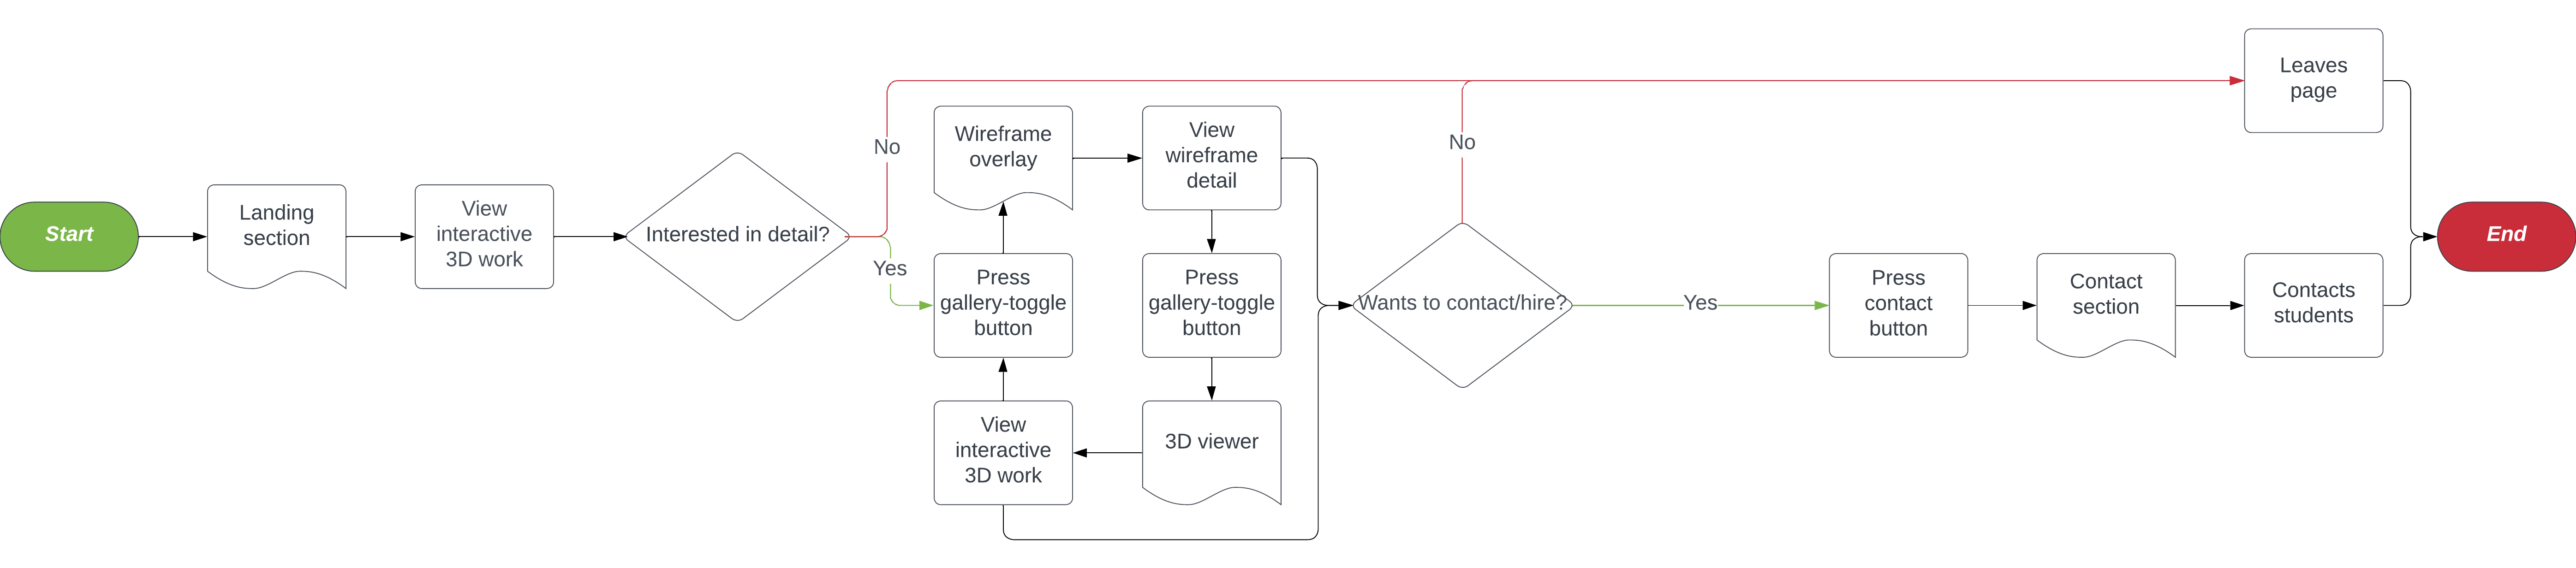 Start
Landing
section
View
interactive
3D work
Interested in detail?
No
Yes
Wireframe
overlay
View
wireframe
detail
Press
gallery-toggle
button
Press
gallery-toggle
button
View
interactive
3D work
3D viewer
No
Wants to contact/hire?
Yes
Press
contact
button
Contact
section
Contacts
students
Leaves
page
End